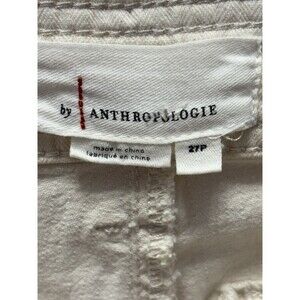 by ANTHROPOLOGIE
made in china
fabriqué en chine
27P